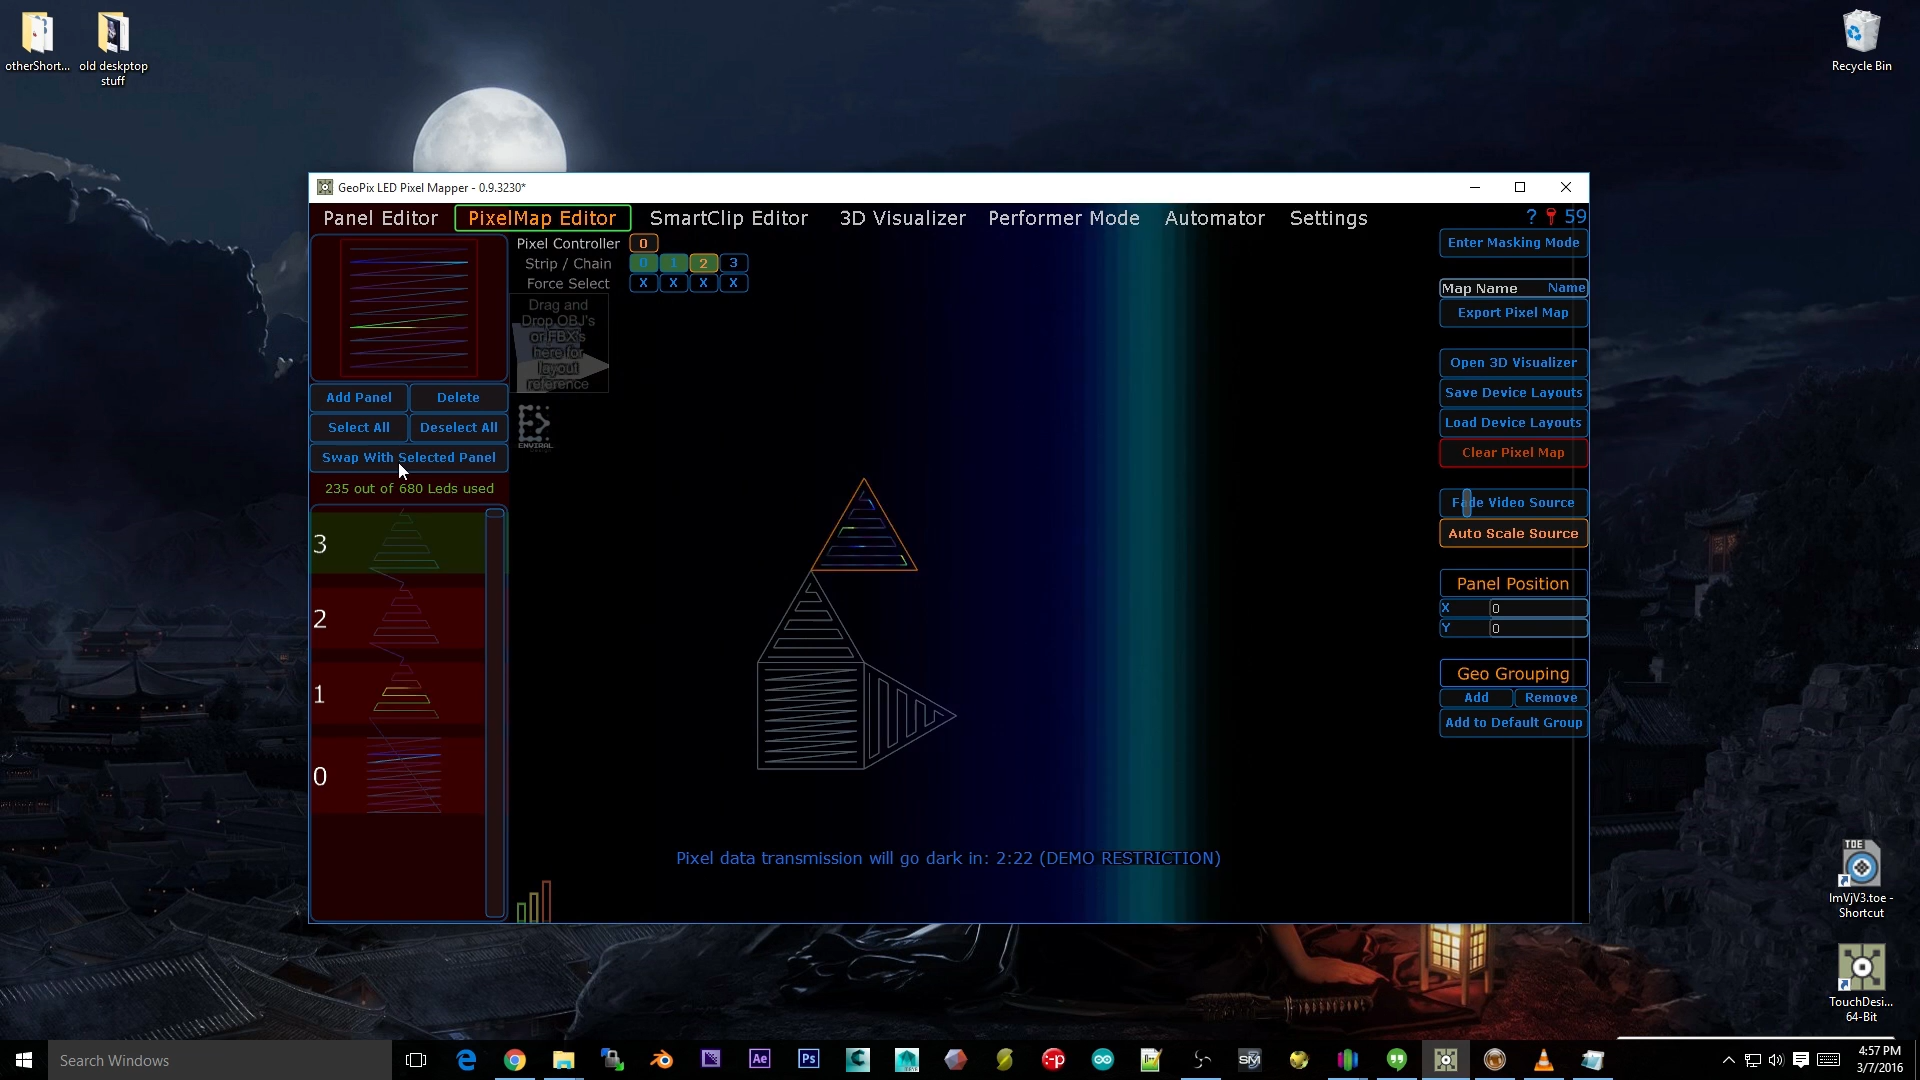 otherShort...
old deskptop
stuff
Recycle Bin
GeoPix LED Pixel Mapper - 0.9.3230*
Panel Editor
PixelMap Editor
SmartClip Editor
3D Visualizer
Performer Mode
Automator
Settings
? 59
Pixel Controller
0
Strip / Chain
0 1 2 3
Force Select
X X X X
Drag and
Drop OBJ's
or FBX's
here for
layout
reference
ENVIRAL
Add Panel
Delete
Select All
Deselect All
Swap With Selected Panel
235 out of 680 Leds used
3
2
1
0
Enter Masking Mode
Map Name Name
Export Pixel Map
Open 3D Visualizer
Save Device Layouts
Load Device Layouts
Clear Pixel Map
Fade Video Source
Auto Scale Source
Panel Position
X 0
Y 0
Geo Grouping
Add
Remove
Add to Default Group
Pixel data transmission will go dark in: 2:22 (DEMO RESTRICTION)
TOE
ImVjV3.toe -
Shortcut
TouchDesi...
64-Bit
Search Windows
Ae
Ps
:-p
SM
4:57 PM
3/7/2016